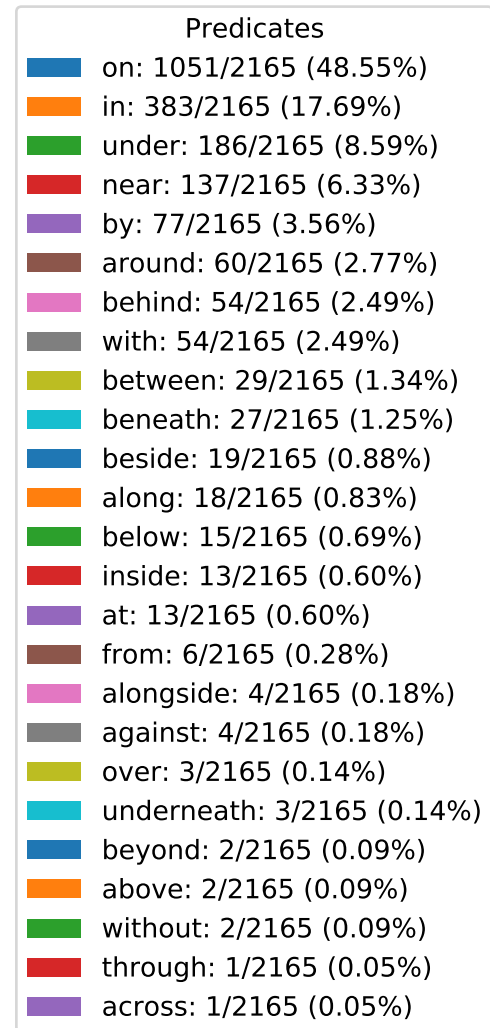 Predicates
on: 1051/2165 (48.55%)
in: 383/2165 (17.69%)
under: 186/2165 (8.59%)
near: 137/2165 (6.33%)
by: 77/2165 (3.56%)
around: 60/2165 (2.77%)
behind: 54/2165 (2.49%)
with: 54/2165 (2.49%)
between: 29/2165 (1.34%)
beneath: 27/2165 (1.25%)
beside: 19/2165 (0.88%)
along: 18/2165 (0.83%)
below: 15/2165 (0.69%)
inside: 13/2165 (0.60%)
at: 13/2165 (0.60%)
from: 6/2165 (0.28%)
alongside: 4/2165 (0.18%)
against: 4/2165 (0.18%)
over: 3/2165 (0.14%)
underneath: 3/2165 (0.14%)
beyond: 2/2165 (0.09%)
above: 2/2165 (0.09%)
without: 2/2165 (0.09%)
through: 1/2165 (0.05%)
across: 1/2165 (0.05%)